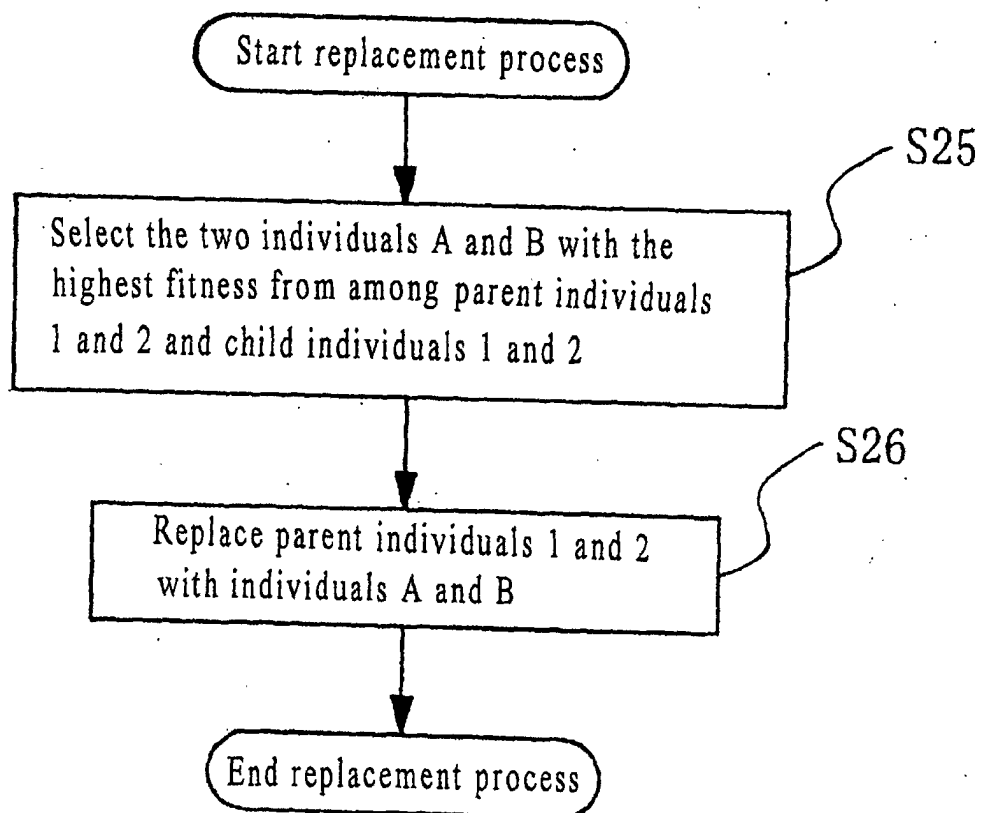 Start replacement process
S25
Select the two individuals A and B with the
highest fitness from among parent individuals
1 and 2 and child individuals 1 and 2
S26
Replace parent individuals 1 and 2
with individuals A and B
End replacement process